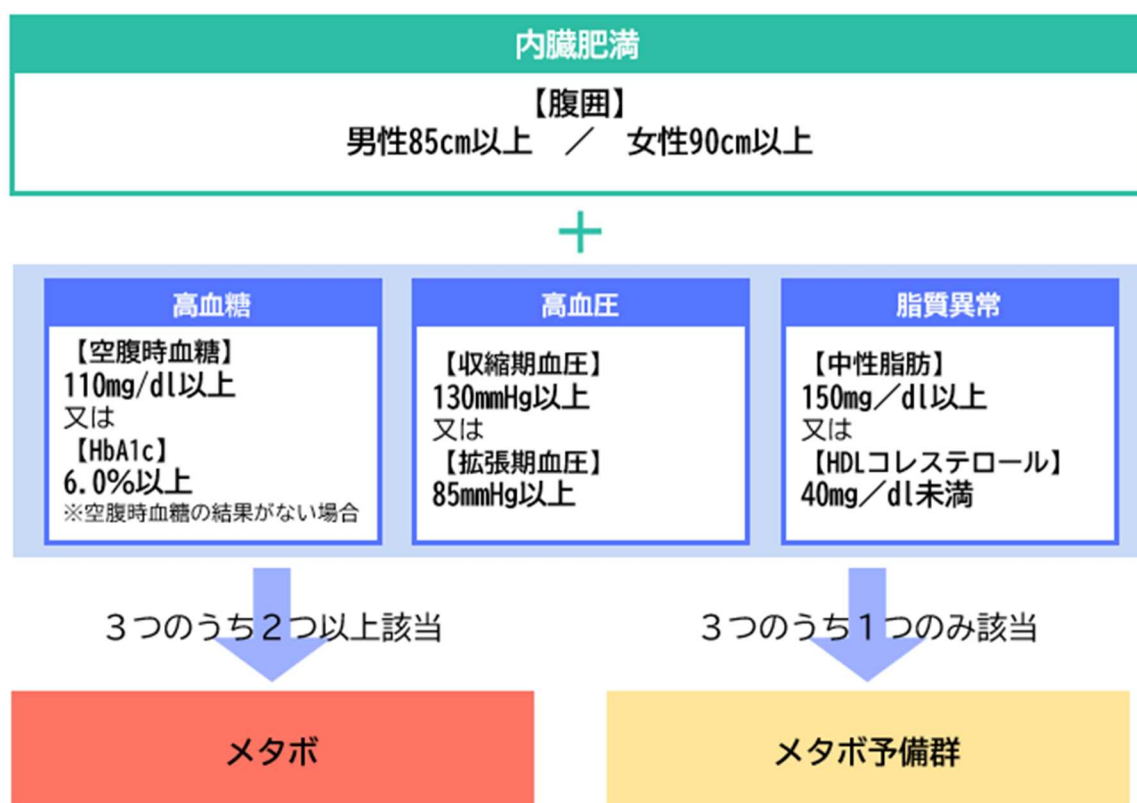 内臓肥満
【腹囲】
男性85cm以上 ／ 女性90cm以上
＋
高血糖
【空腹時血糖】
110mg/dl以上
又は
【HbA1c】
6.0%以上
※空腹時血糖の結果がない場合
高血圧
【収縮期血圧】
130mmHg以上
又は
【拡張期血圧】
85mmHg以上
脂質異常
【中性脂肪】
150mg／dl以上
又は
【HDLコレステロール】
40mg／dl未満
３つのうち２つ以上該当
３つのうち１つのみ該当
メタボ
メタボ予備群